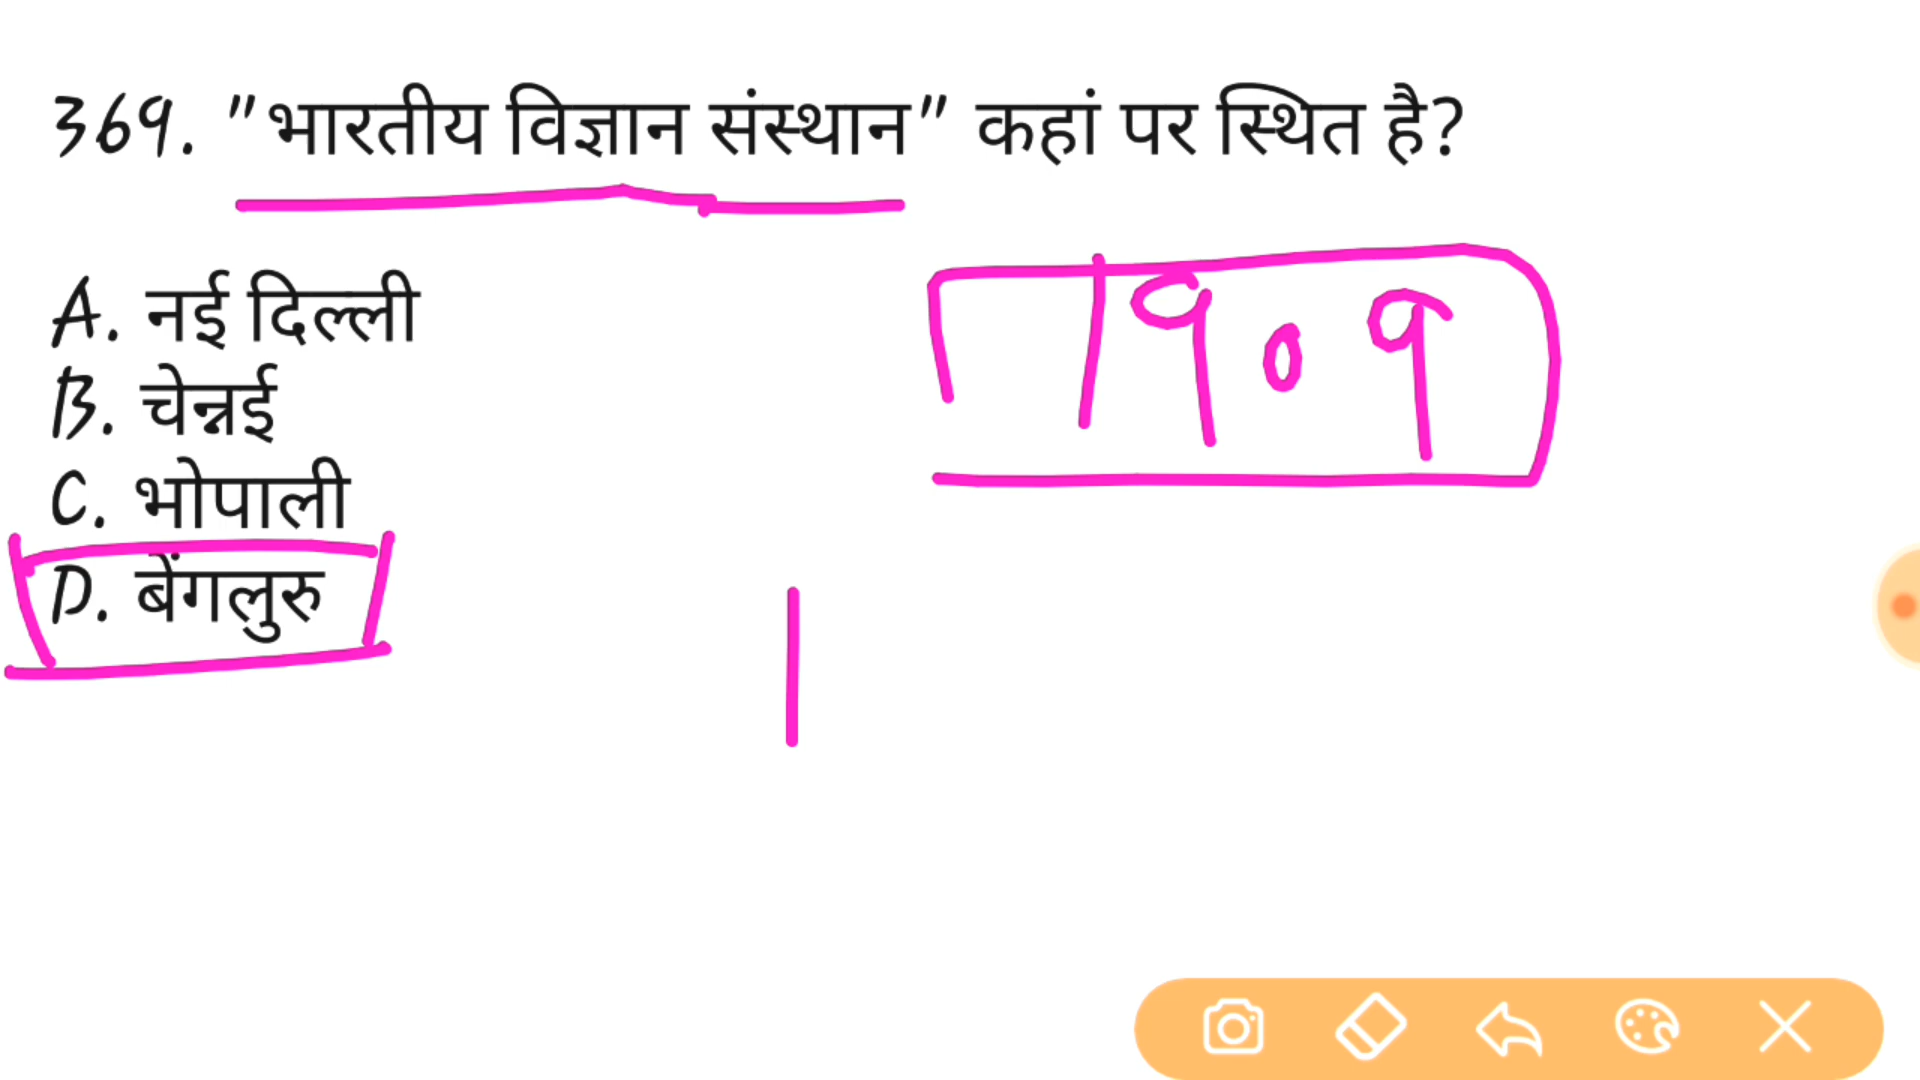 369. "भारतीय विज्ञान संस्थान" कहां पर स्थित है?
A. नई दिल्ली
1909
B. चेन्नई
C. भोपाली
D. बेंगलुरु